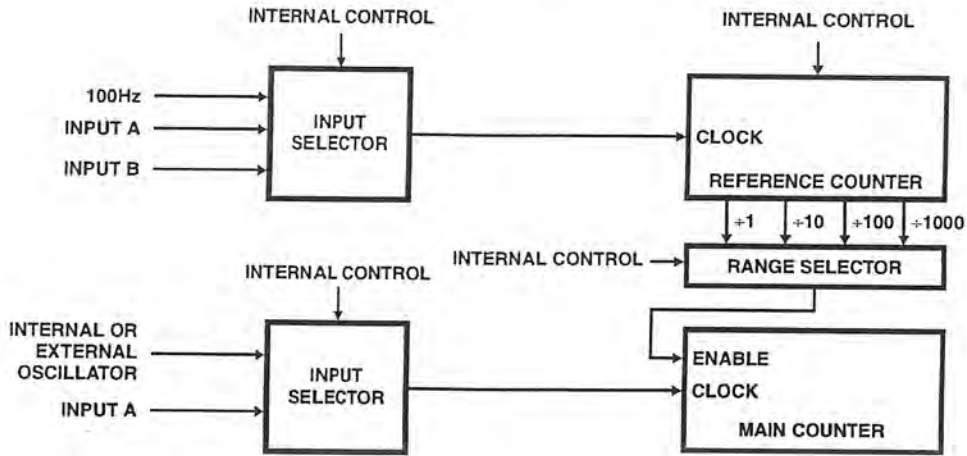 INTERNAL CONTROL
INTERNAL CONTROL
100Hz
INPUT A
INPUT B
INPUT
SELECTOR
CLOCK
REFERENCE COUNTER
÷1
÷10
÷100
÷1000
INTERNAL CONTROL
RANGE SELECTOR
INTERNAL CONTROL
INTERNAL OR
EXTERNAL
OSCILLATOR
INPUT A
INPUT
SELECTOR
ENABLE
CLOCK
MAIN COUNTER